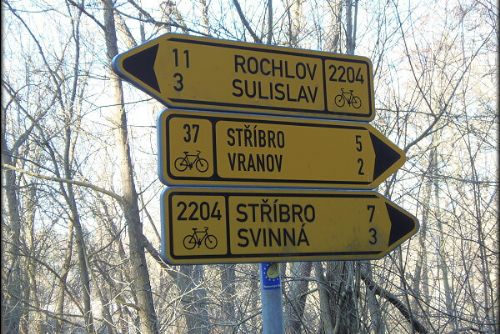 11 ROCHLOV 2204
3 SULISLAV
37 STŘÍBRO 5
VRANOV 2
2204 STŘÍBRO 7
SVINNÁ 3